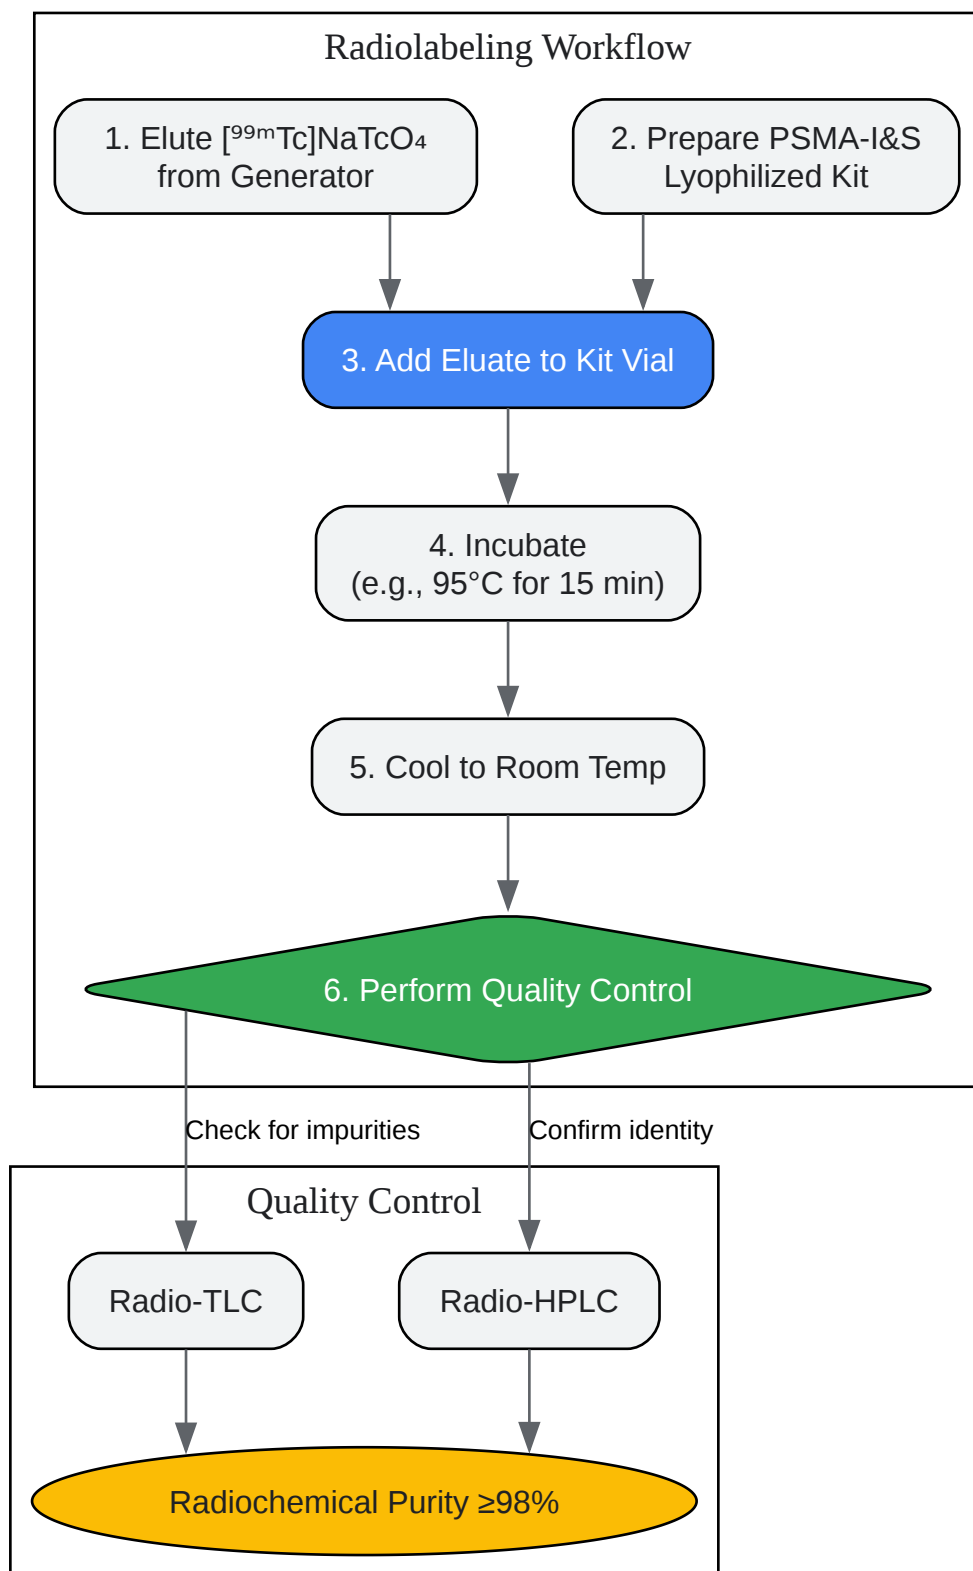 Radiolabeling Workflow
1. Elute [⁹⁹ᵐTc]NaTcO₄
from Generator
2. Prepare PSMA-I&S
Lyophilized Kit
3. Add Eluate to Kit Vial
4. Incubate
(e.g., 95°C for 15 min)
5. Cool to Room Temp
6. Perform Quality Control
Check for impurities
Confirm identity
Quality Control
Radio-TLC
Radio-HPLC
Radiochemical Purity ≥98%